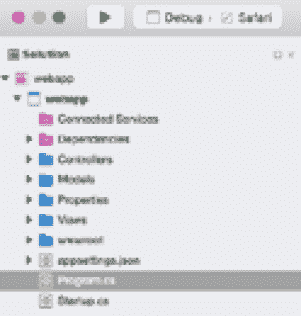 Debug › Safari
Solution
webapp
webapp
Connected Services
Dependencies
Controllers
Models
Properties
Views
wwwroot
appsettings.json
Program.cs
Startup.cs